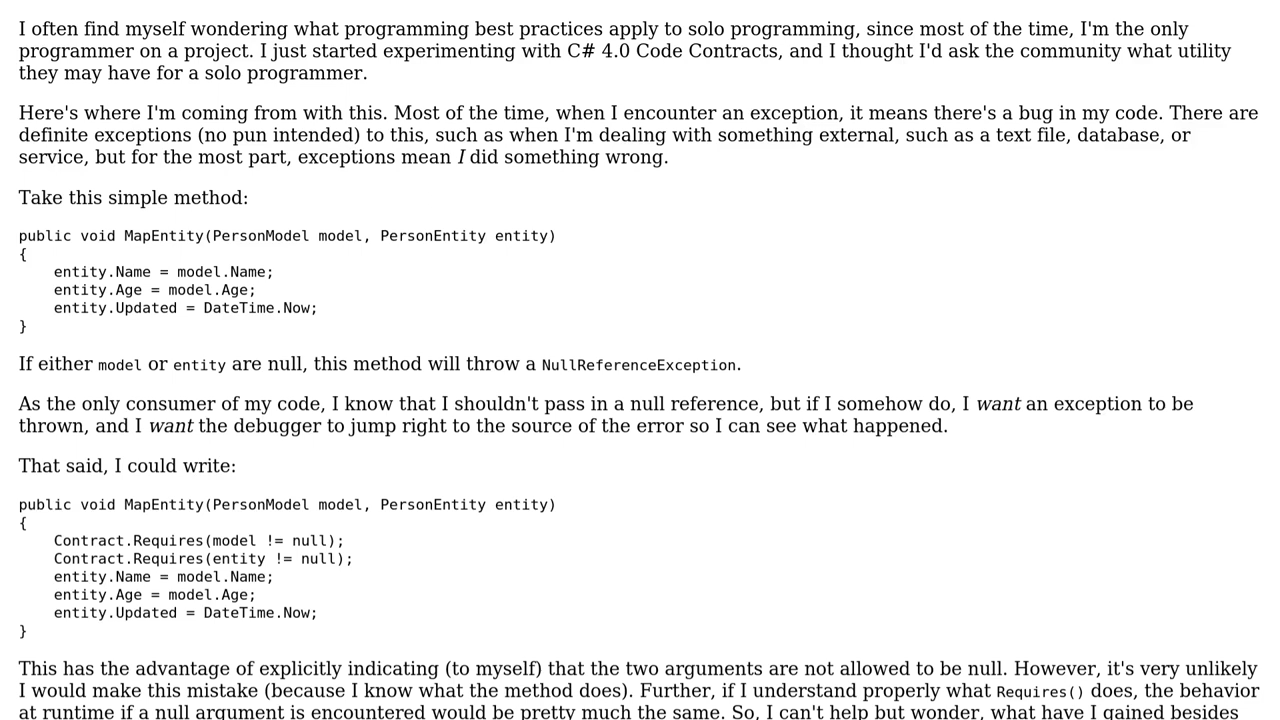 I often find myself wondering what programming best practices apply to solo programming, since most of the time, I'm the only
programmer on a project. I just started experimenting with C# 4.0 Code Contracts, and I thought I'd ask the community what utility
they may have for a solo programmer.
Here's where I'm coming from with this. Most of the time, when I encounter an exception, it means there's a bug in my code. There are
definite exceptions (no pun intended) to this, such as when I'm dealing with something external, such as a text file, database, or
service, but for the most part, exceptions mean I did something wrong.
Take this simple method:
public void MapEntity(PersonModel model, PersonEntity entity)
{
    entity.Name = model.Name;
    entity.Age = model.Age;
    entity.Updated = DateTime.Now;
}
If either model or entity are null, this method will throw a NullReferenceException.
As the only consumer of my code, I know that I shouldn't pass in a null reference, but if I somehow do, I want an exception to be
thrown, and I want the debugger to jump right to the source of the error so I can see what happened.
That said, I could write:
public void MapEntity(PersonModel model, PersonEntity entity)
{
    Contract.Requires(model != null);
    Contract.Requires(entity != null);
    entity.Name = model.Name;
    entity.Age = model.Age;
    entity.Updated = DateTime.Now;
}
This has the advantage of explicitly indicating (to myself) that the two arguments are not allowed to be null. However, it's very unlikely
I would make this mistake (because I know what the method does). Further, if I understand properly what Requires() does, the behavior
at runtime if a null argument is encountered would be pretty much the same. So, I can't help but wonder, what have I gained besides